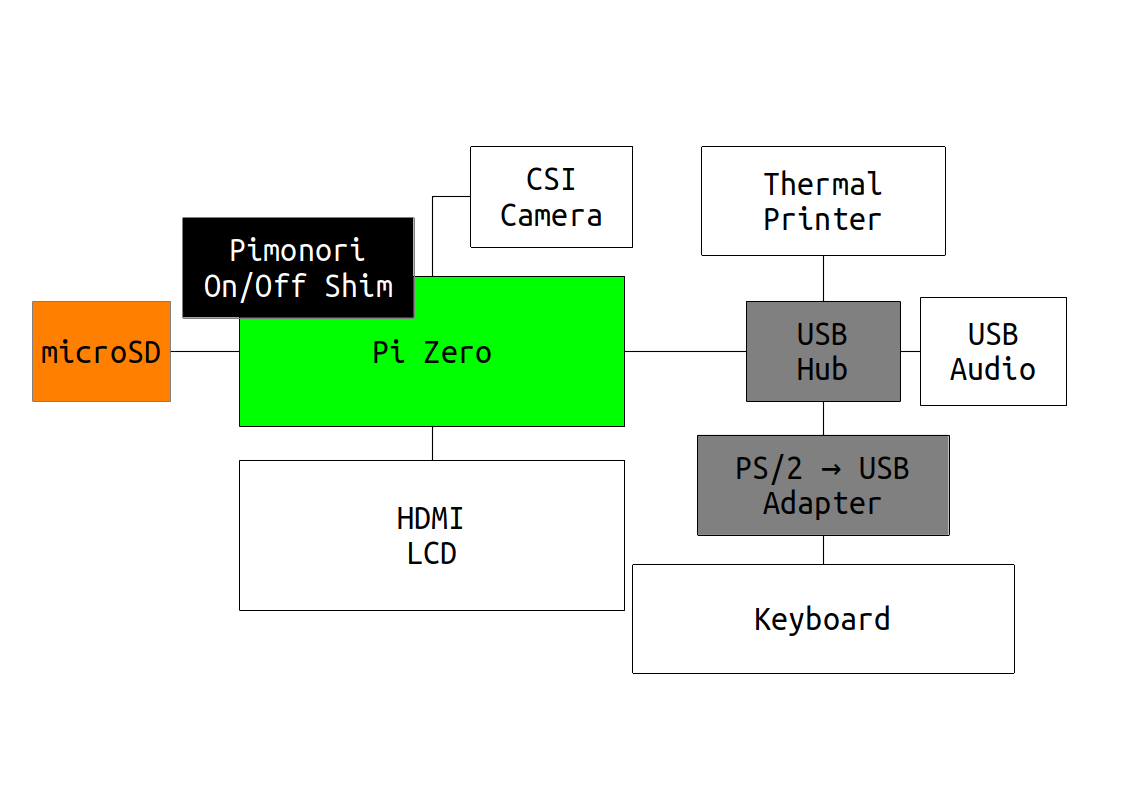 CSI
Camera
Thermal
Printer
Pimonori
On/Off Shim
microSD
Pi Zero
USB
Hub
USB
Audio
PS/2 → USB
Adapter
HDMI
LCD
Keyboard